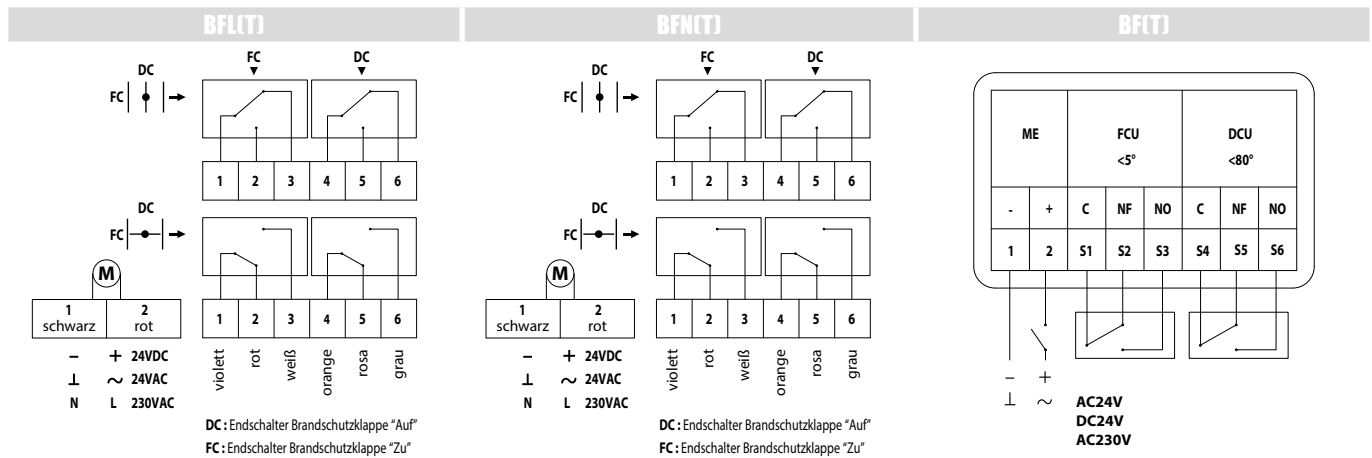 BFL(T)
FC DC
DC
FC
1 2 3 4 5 6
DC
FC
M
1 2
schwarz rot
1 2 3 4 5 6
– + 24VDC
⊥ ~ 24VAC
N L 230VAC
violett rot weiß orange rosa grau
DC : Endschalter Brandschutzklappe "Auf"
FC : Endschalter Brandschutzklappe "Zu"
BFN(T)
FC DC
DC
FC
1 2 3 4 5 6
DC
FC
M
1 2
schwarz rot
1 2 3 4 5 6
– + 24VDC
⊥ ~ 24VAC
N L 230VAC
violett rot weiß orange rosa grau
DC : Endschalter Brandschutzklappe "Auf"
FC : Endschalter Brandschutzklappe "Zu"
BF(T)
ME FCU DCU
<5° <80°
- + C NF NO C NF NO
1 2 S1 S2 S3 S4 S5 S6
– +
⊥ ~
AC24V
DC24V
AC230V